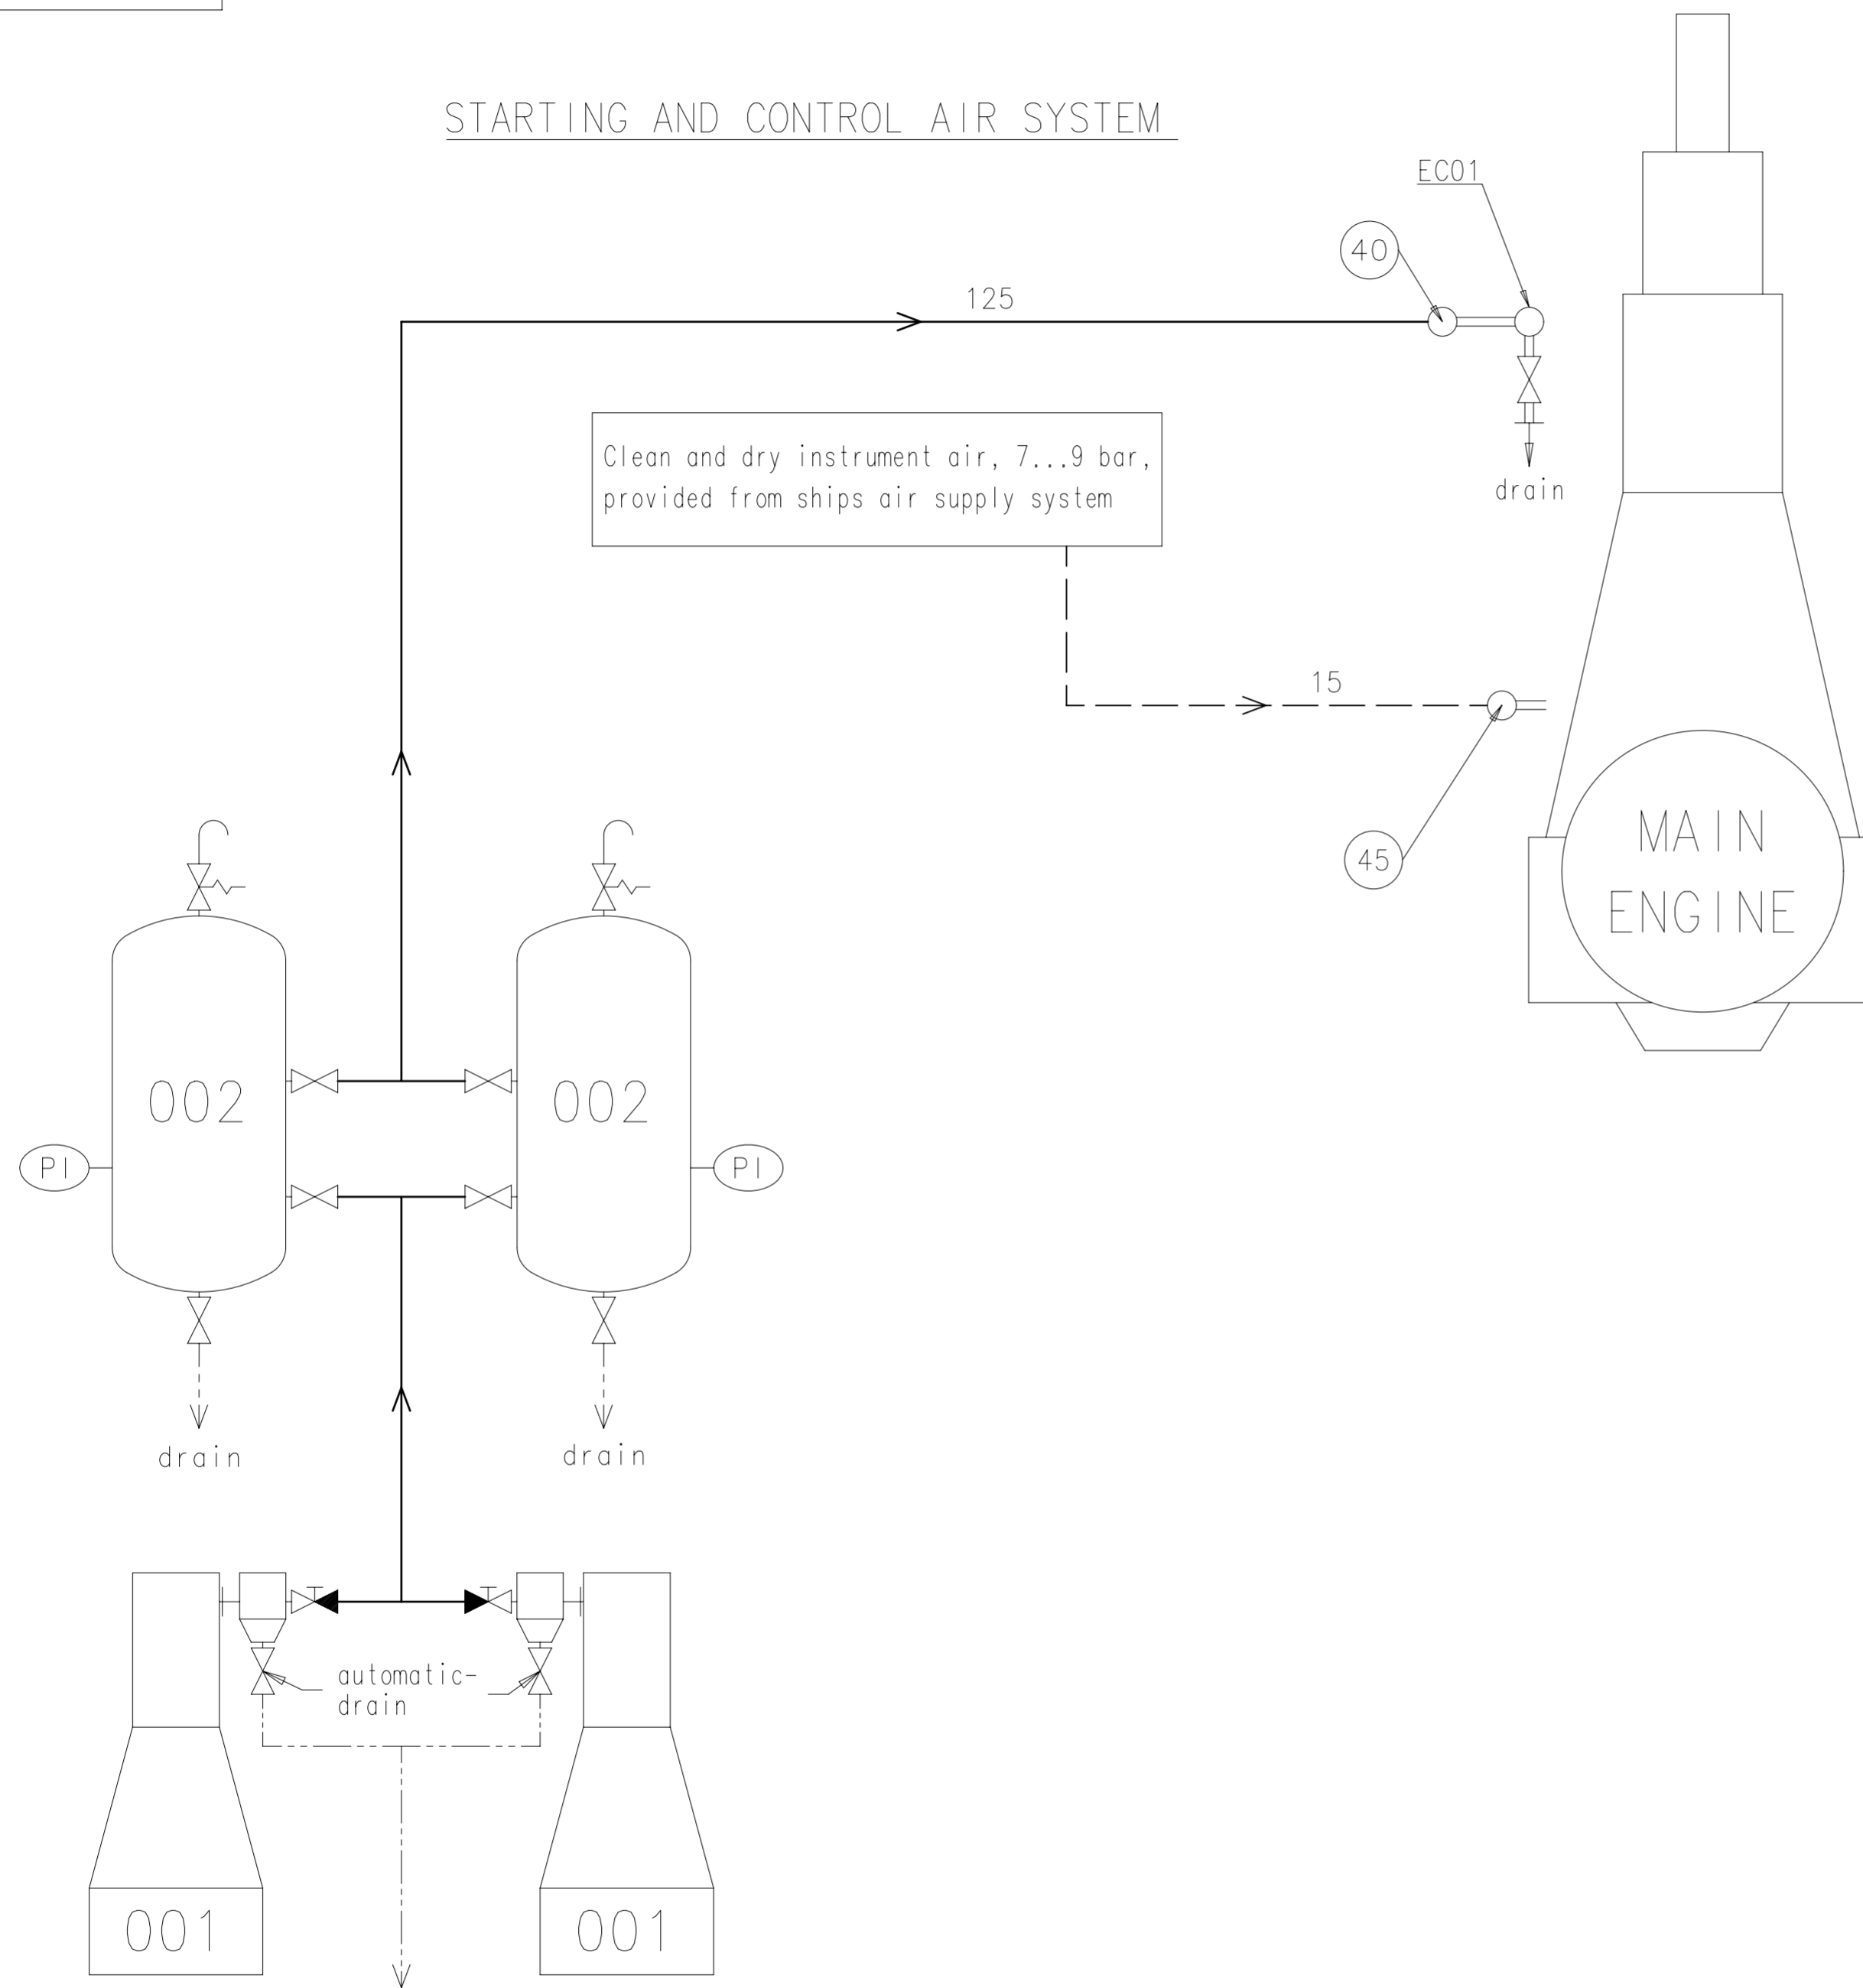 STARTING AND CONTROL AIR SYSTEM
EC01
40
125
Clean and dry instrument air, 7...9 bar,
provided from ships air supply system
drain
15
45
MAIN
ENGINE
002
002
PI
PI
drain
drain
automatic-
drain
001
001